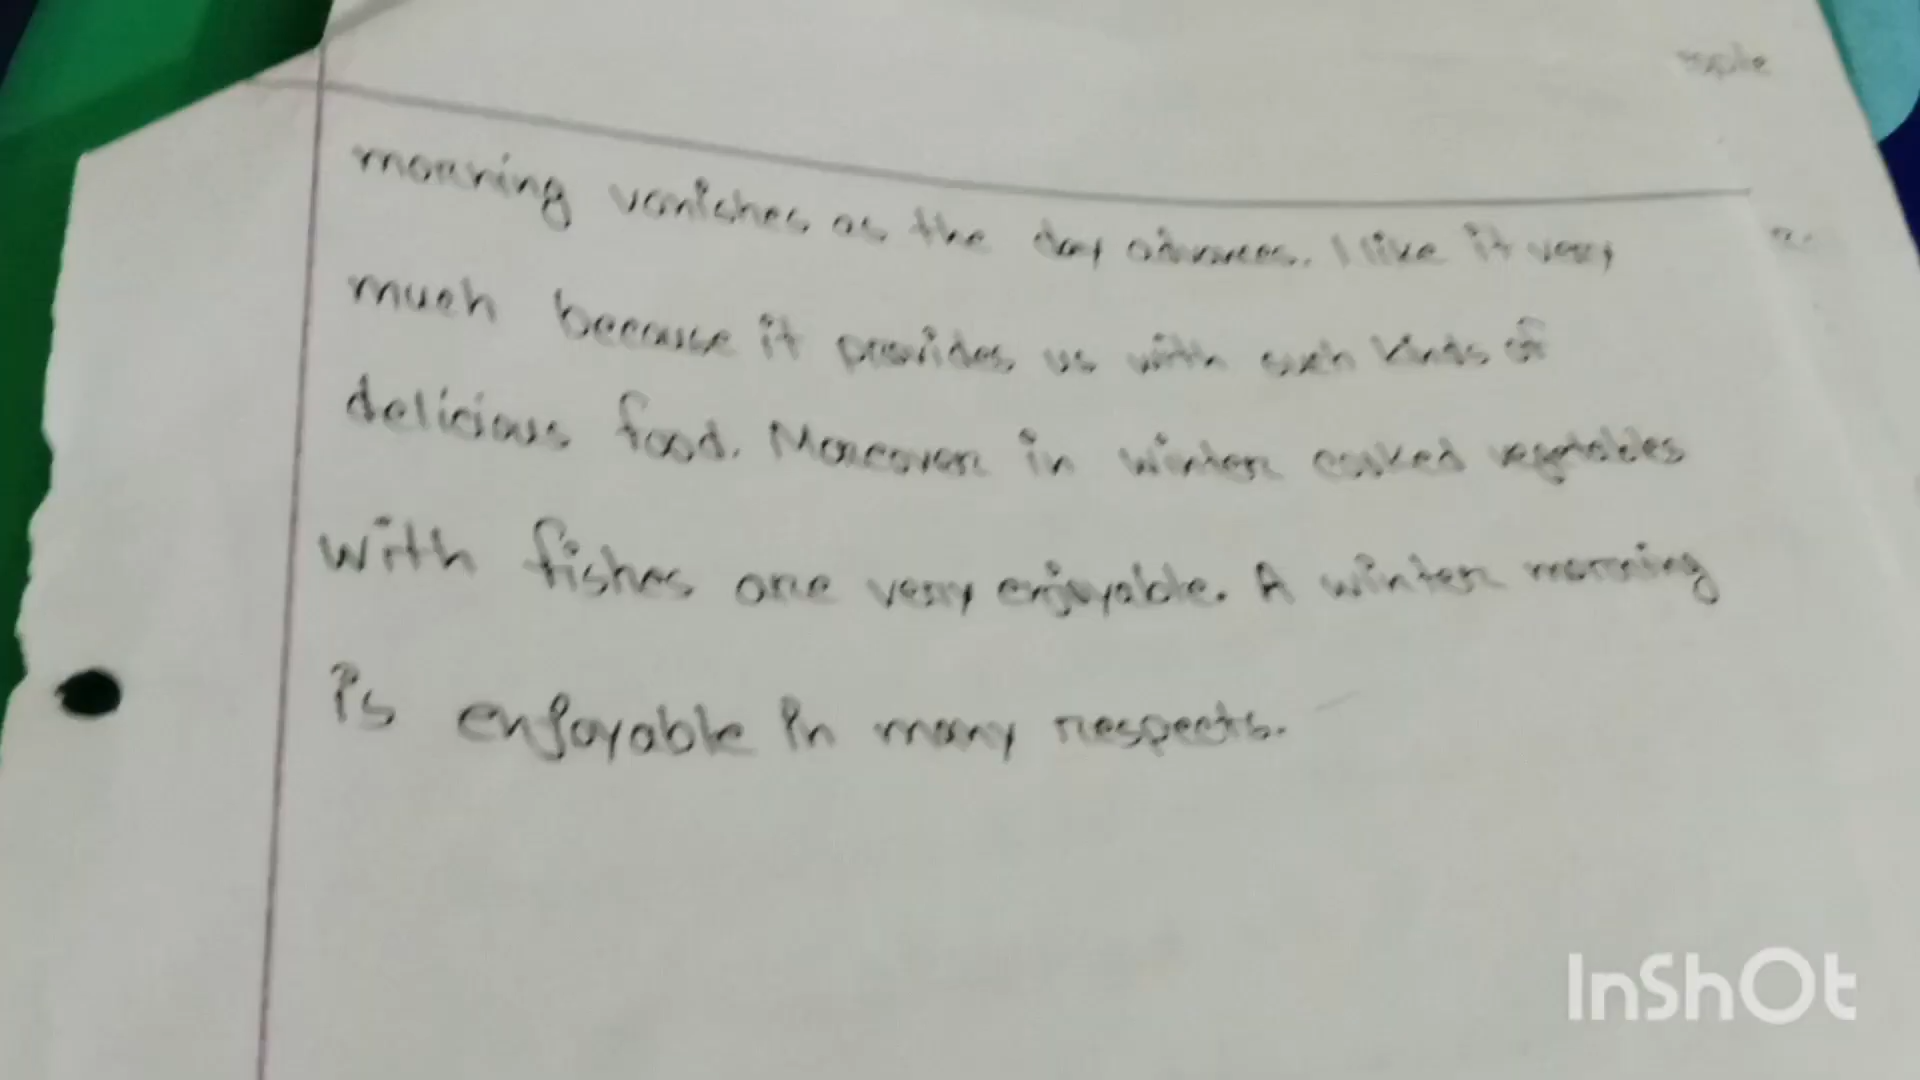 morning vanishes as the day advances. I like it very
much because it provides us with such kinds of
delicious food. Moreover in winter cooked vegetables
with fishes are very enjoyable. A winter morning
is enjoyable in many respects.
InShOt